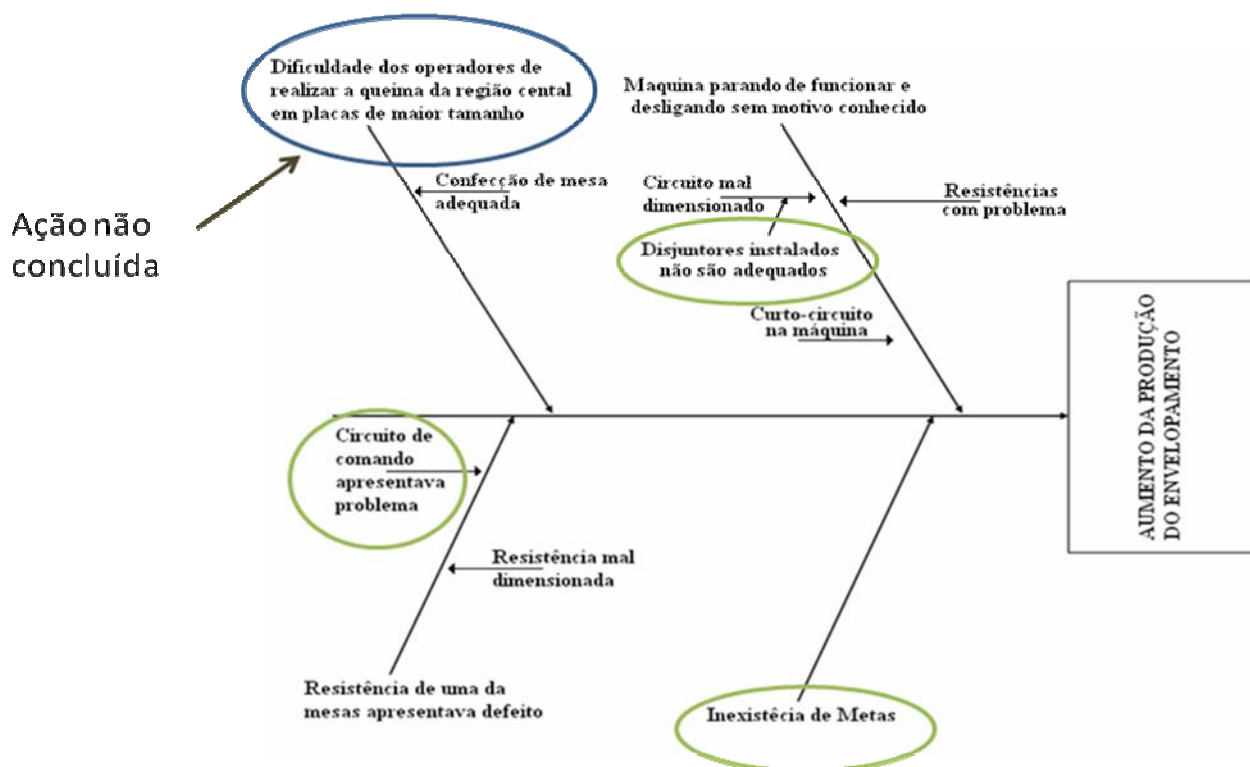 Dificuldade dos operadores de
realizar a queima da região cental
em placas de maior tamanho
Maquina parando de funcionar e
desligando sem motivo conhecido
Confecção de mesa
adequada
Circuito mal
dimensionado
Resistências
com problema
Ação não
concluída
Disjuntores instalados
não são adequados
Curto-circuito
na máquina
AUMENTO DA PRODUÇÃO
DO ENVELOPAMENTO
Circuito de
comando
apresentava
problema
Resistência mal
dimensionada
Resistência de uma da
mesas apresentava defeito
Inexistêcia de Metas